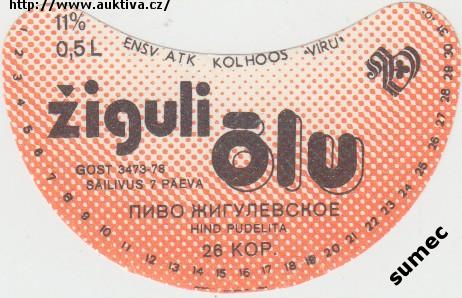 http://www.auktiva.cz/
11%
0,5 L
ENSV ATK KOLHOOS "VIRU"
žiguli
õlu
GOST 3473-78
SÄILIVUS 7 PÄEVA
ПИВО ЖИГУЛЕВСКОЕ
HIND PUDELITA
26 КОР.
1 2 3 4 5 6 7 8 9 10 11 12 13 14 15 16 17 18 19 20 21 22 23 24 25 26 27 28 29 30 31
sumec